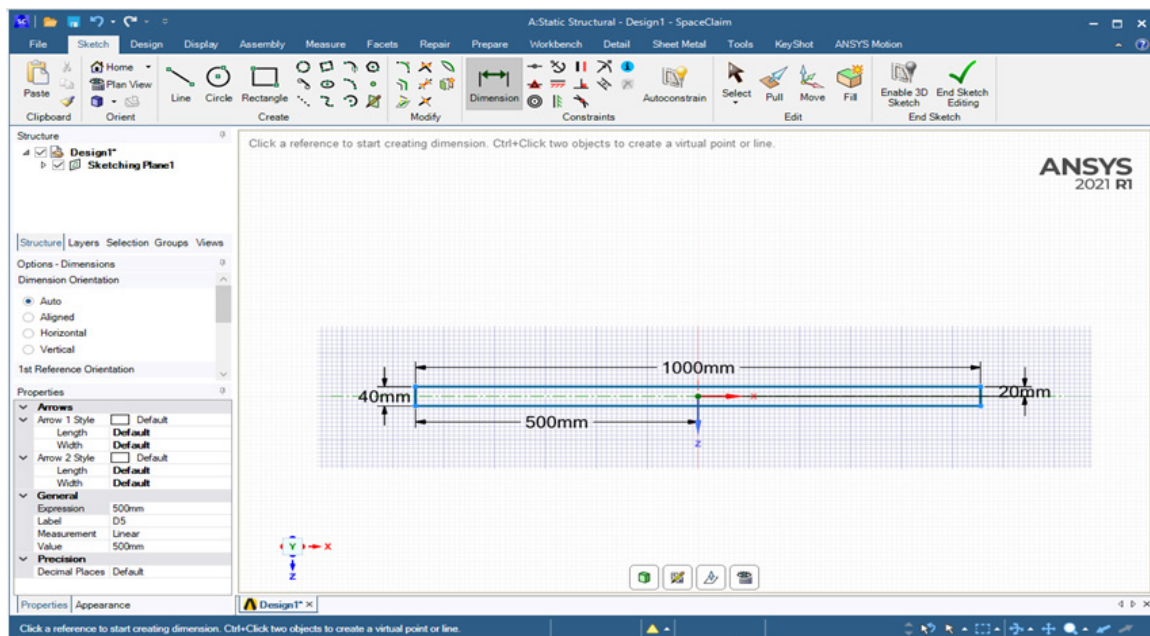 A:Static Structural - Design1 - SpaceClaim
File Sketch Design Display Assembly Measure Facets Repair Prepare Workbench Detail Sheet Metal Tools KeyShot ANSYS Motion
Paste
Home
Plan View
Line Circle Rectangle
Dimension
Autoconstrain
Select Pull Move Fill
Enable 3D Sketch
End Sketch Editing
Clipboard Orient Create Modify Constraints Edit End Sketch
Structure
Design1*
Sketching Plane1
Structure Layers Selection Groups Views
Options - Dimensions
Dimension Orientation
Auto
Aligned
Horizontal
Vertical
1st Reference Orientation
Properties
Arrows
Arrow 1 Style Default
Length Default
Width Default
Arrow 2 Style Default
Length Default
Width Default
General
Expression 500mm
Label D5
Measurement Linear
Value 500mm
Precision
Decimal Places Default
Properties Appearance
Click a reference to start creating dimension. Ctrl+Click two objects to create a virtual point or line.
ANSYS
2021 R1
1000mm
40mm
20mm
500mm
X
Z
Y
X
Z
Design1*
Click a reference to start creating dimension. Ctrl+Click two objects to create a virtual point or line.